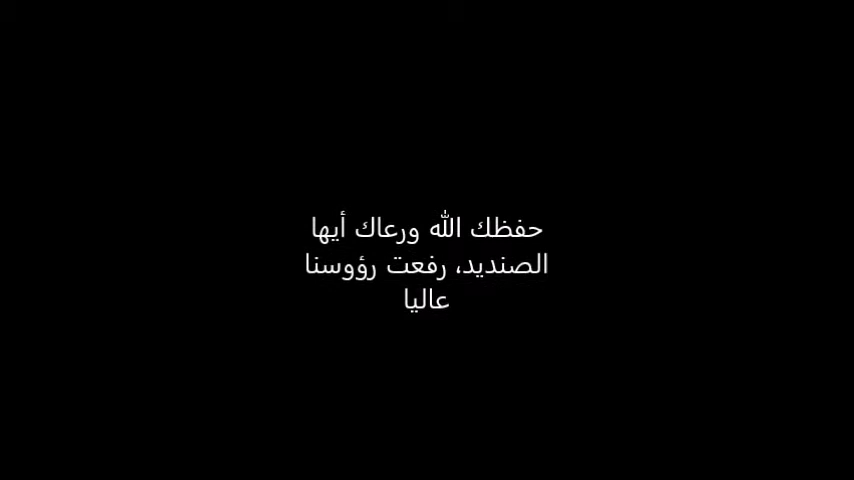 حفظك الله ورعاك أيها
الصنديد، رفعت رؤوسنا
عاليا